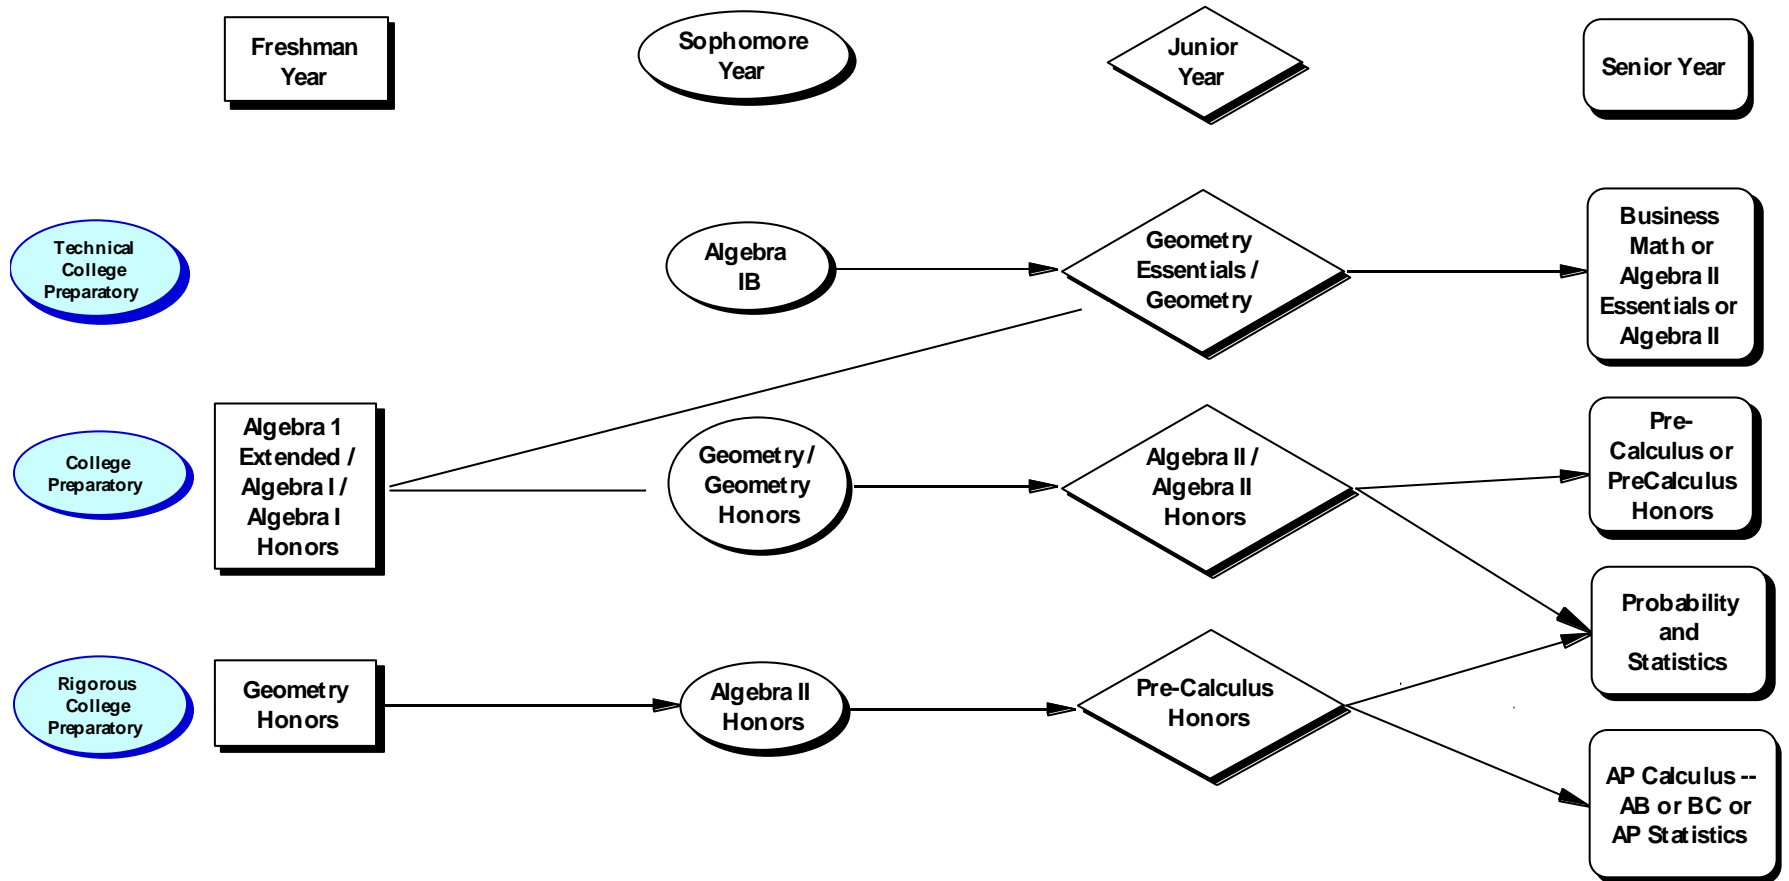 Freshman
Year
Sophomore
Year
Junior
Year
Senior Year
Technical
College
Preparatory
Algebra
IB
Geometry
Essentials /
Geometry
Business
Math or
Algebra II
Essentials or
Algebra II
College
Preparatory
Algebra 1
Extended /
Algebra I /
Algebra I
Honors
Geometry/
Geometry
Honors
Algebra II /
Algebra II
Honors
Pre-
Calculus or
PreCalculus
Honors
Probability
and
Statistics
Rigorous
College
Preparatory
Geometry
Honors
Algebra II
Honors
Pre-Calculus
Honors
AP Calculus --
AB or BC or
AP Statistics